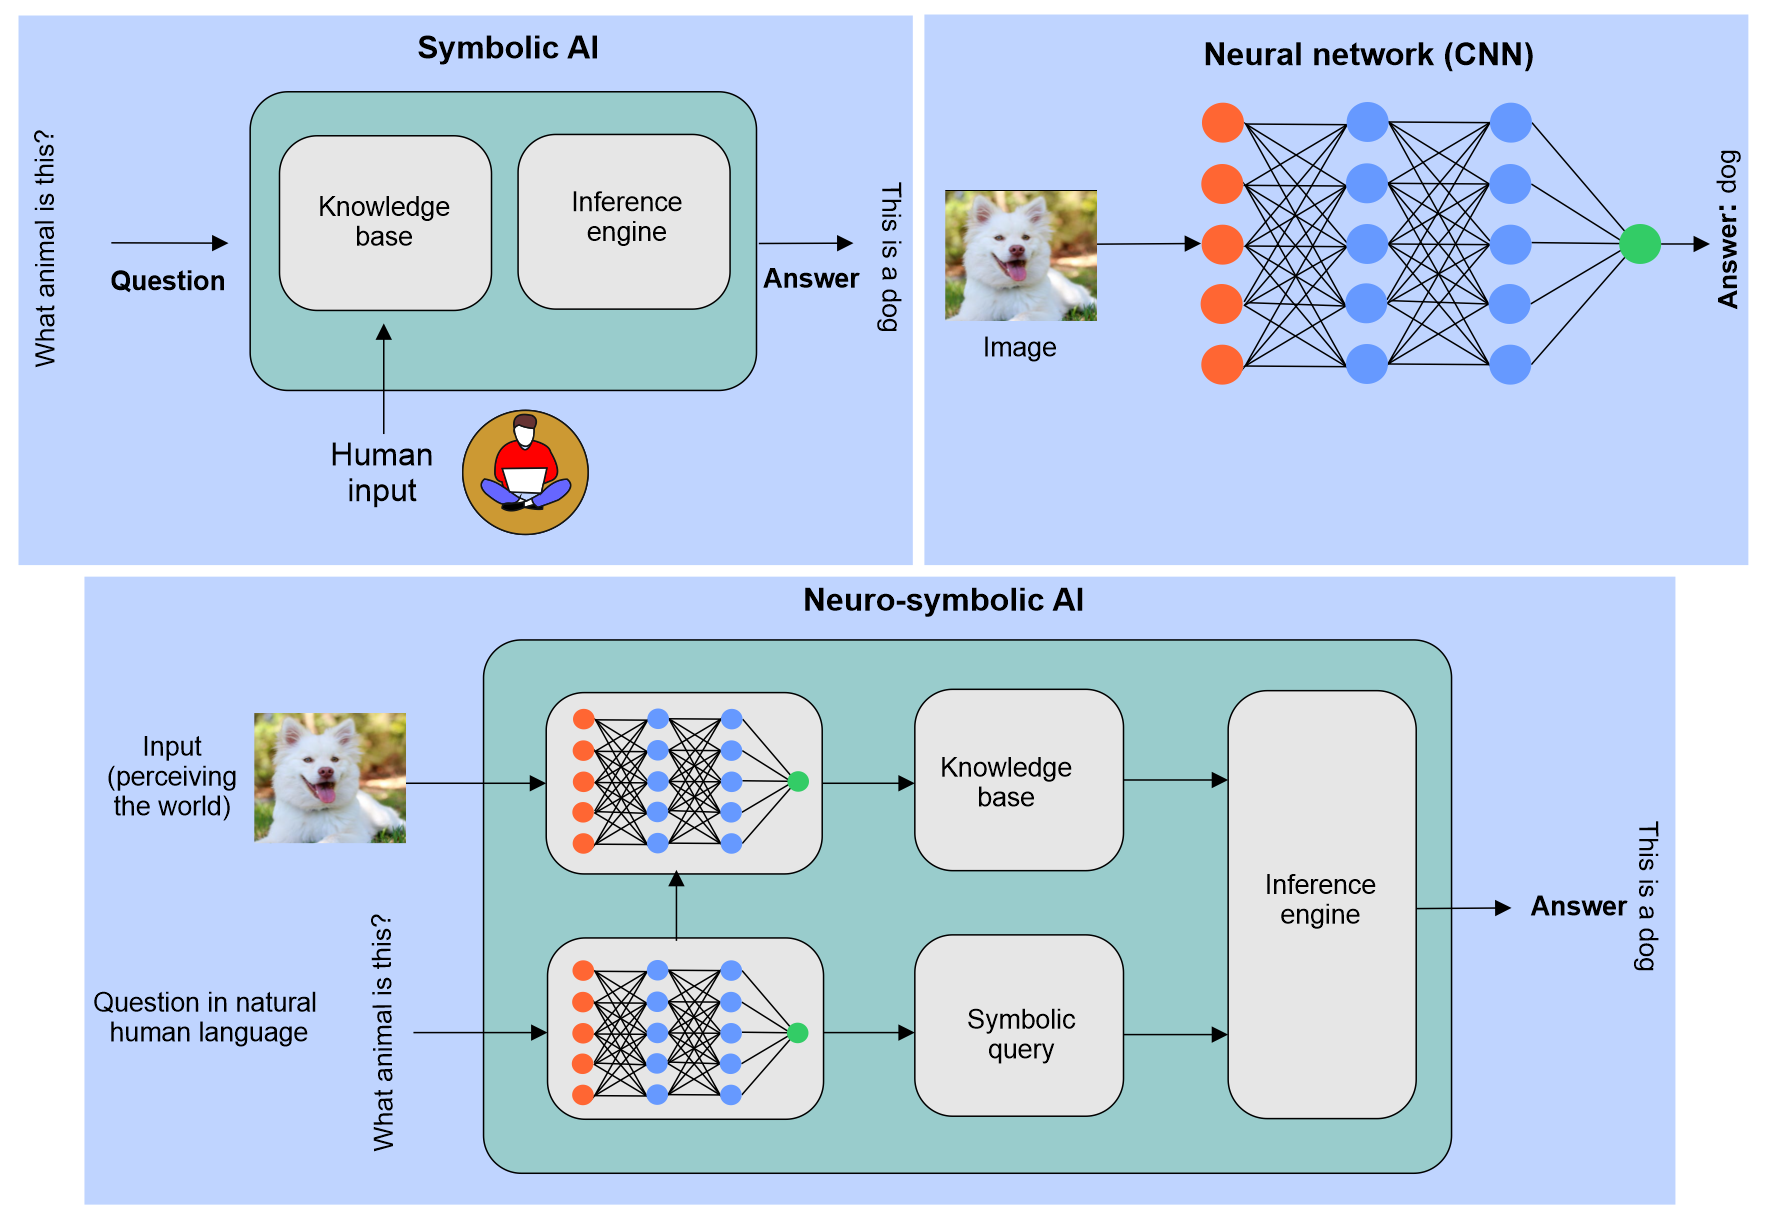 Symbolic AI
What animal is this?
Question
Knowledge
base
Inference
engine
Answer
This is a dog
Human
input
Neural network (CNN)
Image
Answer: dog
Neuro-symbolic AI
Input
(perceiving
the world)
Question in natural
human language
What animal is this?
Knowledge
base
Symbolic
query
Inference
engine
Answer
This is a dog